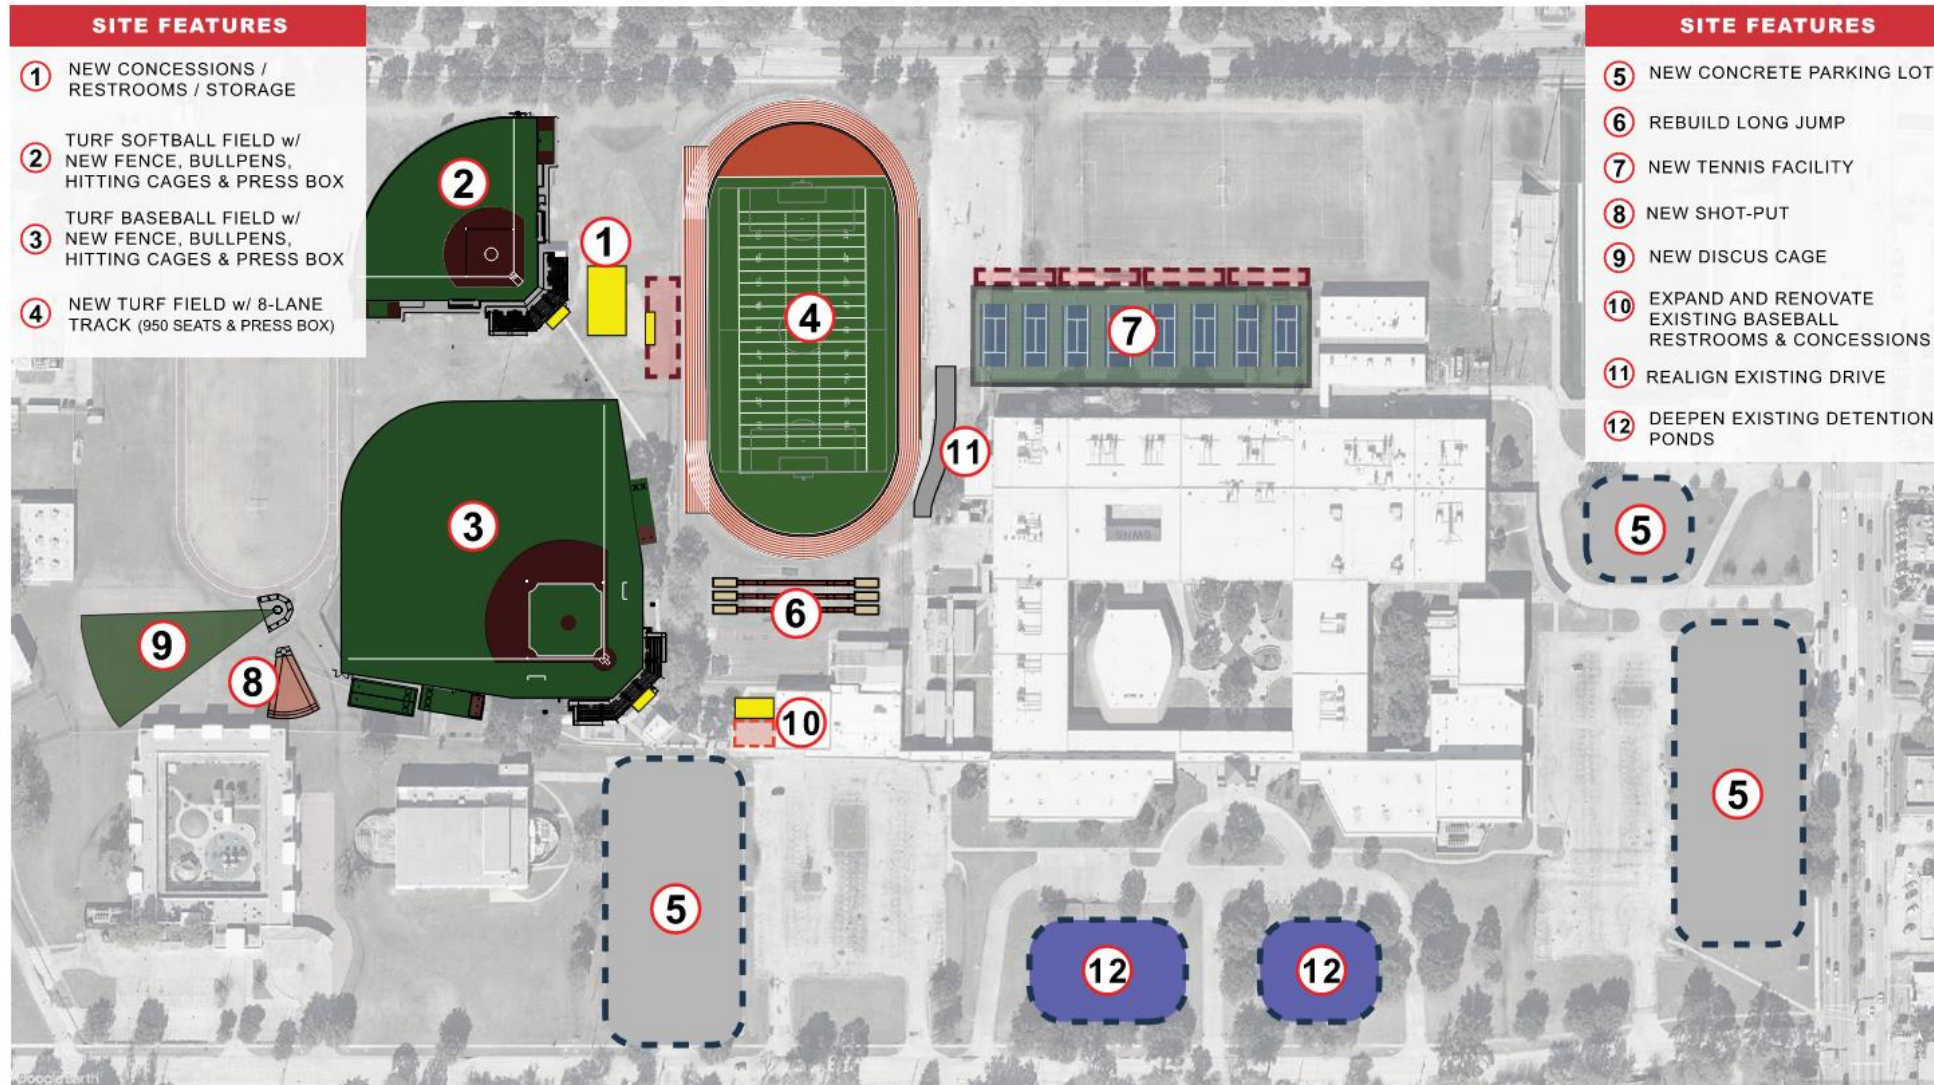 SITE FEATURES
1 NEW CONCESSIONS /
RESTROOMS / STORAGE
2 TURF SOFTBALL FIELD w/
NEW FENCE, BULLPENS,
HITTING CAGES & PRESS BOX
3 TURF BASEBALL FIELD w/
NEW FENCE, BULLPENS,
HITTING CAGES & PRESS BOX
4 NEW TURF FIELD w/ 8-LANE
TRACK (950 SEATS & PRESS BOX)
SITE FEATURES
5 NEW CONCRETE PARKING LOT
6 REBUILD LONG JUMP
7 NEW TENNIS FACILITY
8 NEW SHOT-PUT
9 NEW DISCUS CAGE
10 EXPAND AND RENOVATE
EXISTING BASEBALL
RESTROOMS & CONCESSIONS
11 REALIGN EXISTING DRIVE
12 DEEPEN EXISTING DETENTION
PONDS
2
1
4
7
11
3
5
6
9
8
10
5
5
12
12
Google Earth